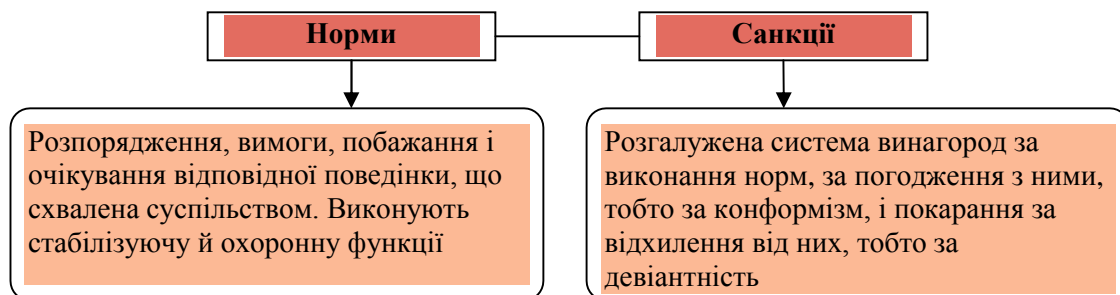 Норми
Санкції
Розпорядження, вимоги, побажання і
очікування відповідної поведінки, що
схвалена суспільством. Виконують
стабілізуючу й охоронну функції
Розгалужена система винагород за
виконання норм, за погодження з ними,
тобто за конформізм, і покарання за
відхилення від них, тобто за
девіантність